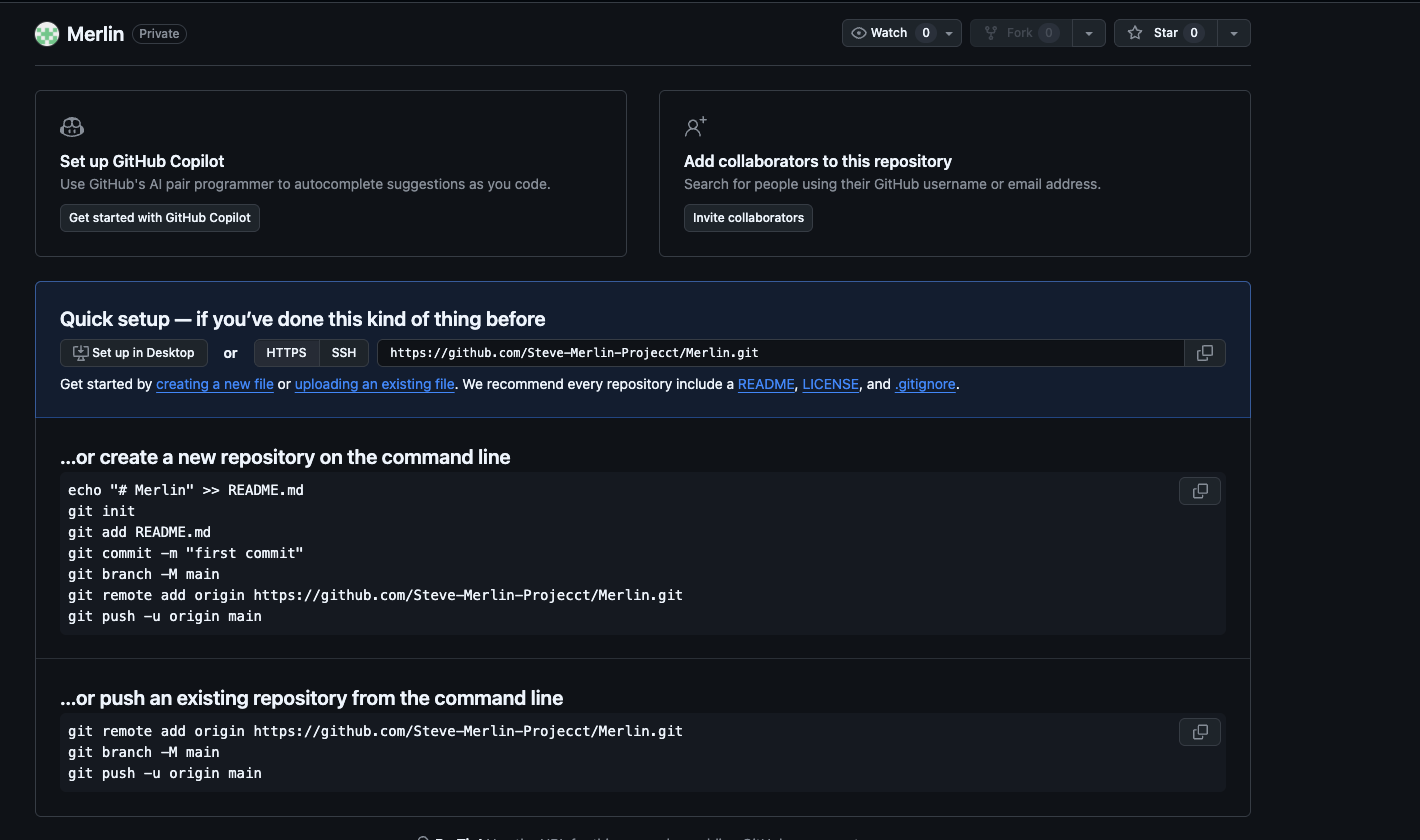 Merlin Private
Watch 0 Fork 0 Star 0
Set up GitHub Copilot
Use GitHub's AI pair programmer to autocomplete suggestions as you code.
Get started with GitHub Copilot
Add collaborators to this repository
Search for people using their GitHub username or email address.
Invite collaborators
Quick setup — if you’ve done this kind of thing before
Set up in Desktop or HTTPS SSH https://github.com/Steve-Merlin-Projecct/Merlin.git
Get started by creating a new file or uploading an existing file. We recommend every repository include a README, LICENSE, and .gitignore.
…or create a new repository on the command line
echo "# Merlin" >> README.md
git init
git add README.md
git commit -m "first commit"
git branch -M main
git remote add origin https://github.com/Steve-Merlin-Projecct/Merlin.git
git push -u origin main
…or push an existing repository from the command line
git remote add origin https://github.com/Steve-Merlin-Projecct/Merlin.git
git branch -M main
git push -u origin main